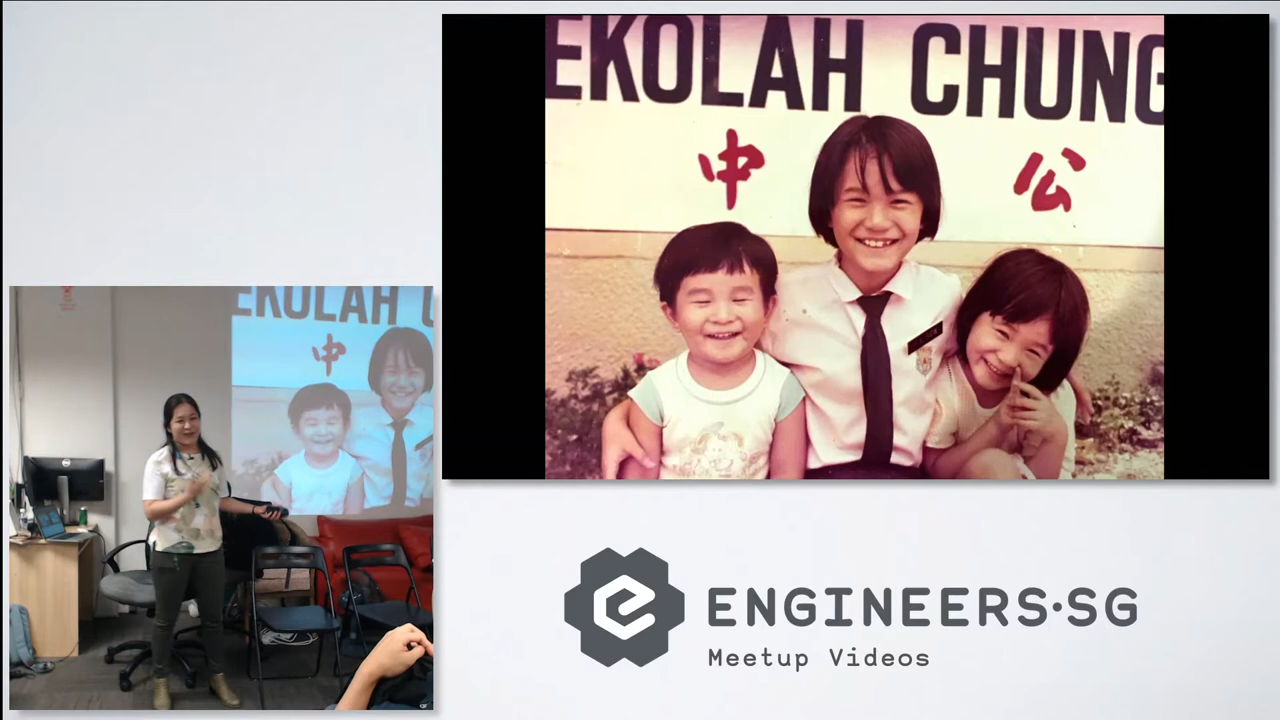 EKOLAH CHUNG
中 公
EKOLAH C
中
ENGINEERS·SG
Meetup Videos